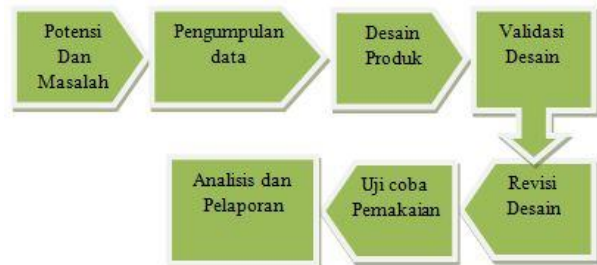 Potensi
Dan
Masalah
Pengumpulan
data
Desain
Produk
Validasi
Desain
Revisi
Desain
Uji coba
Pemakaian
Analisis dan
Pelaporan